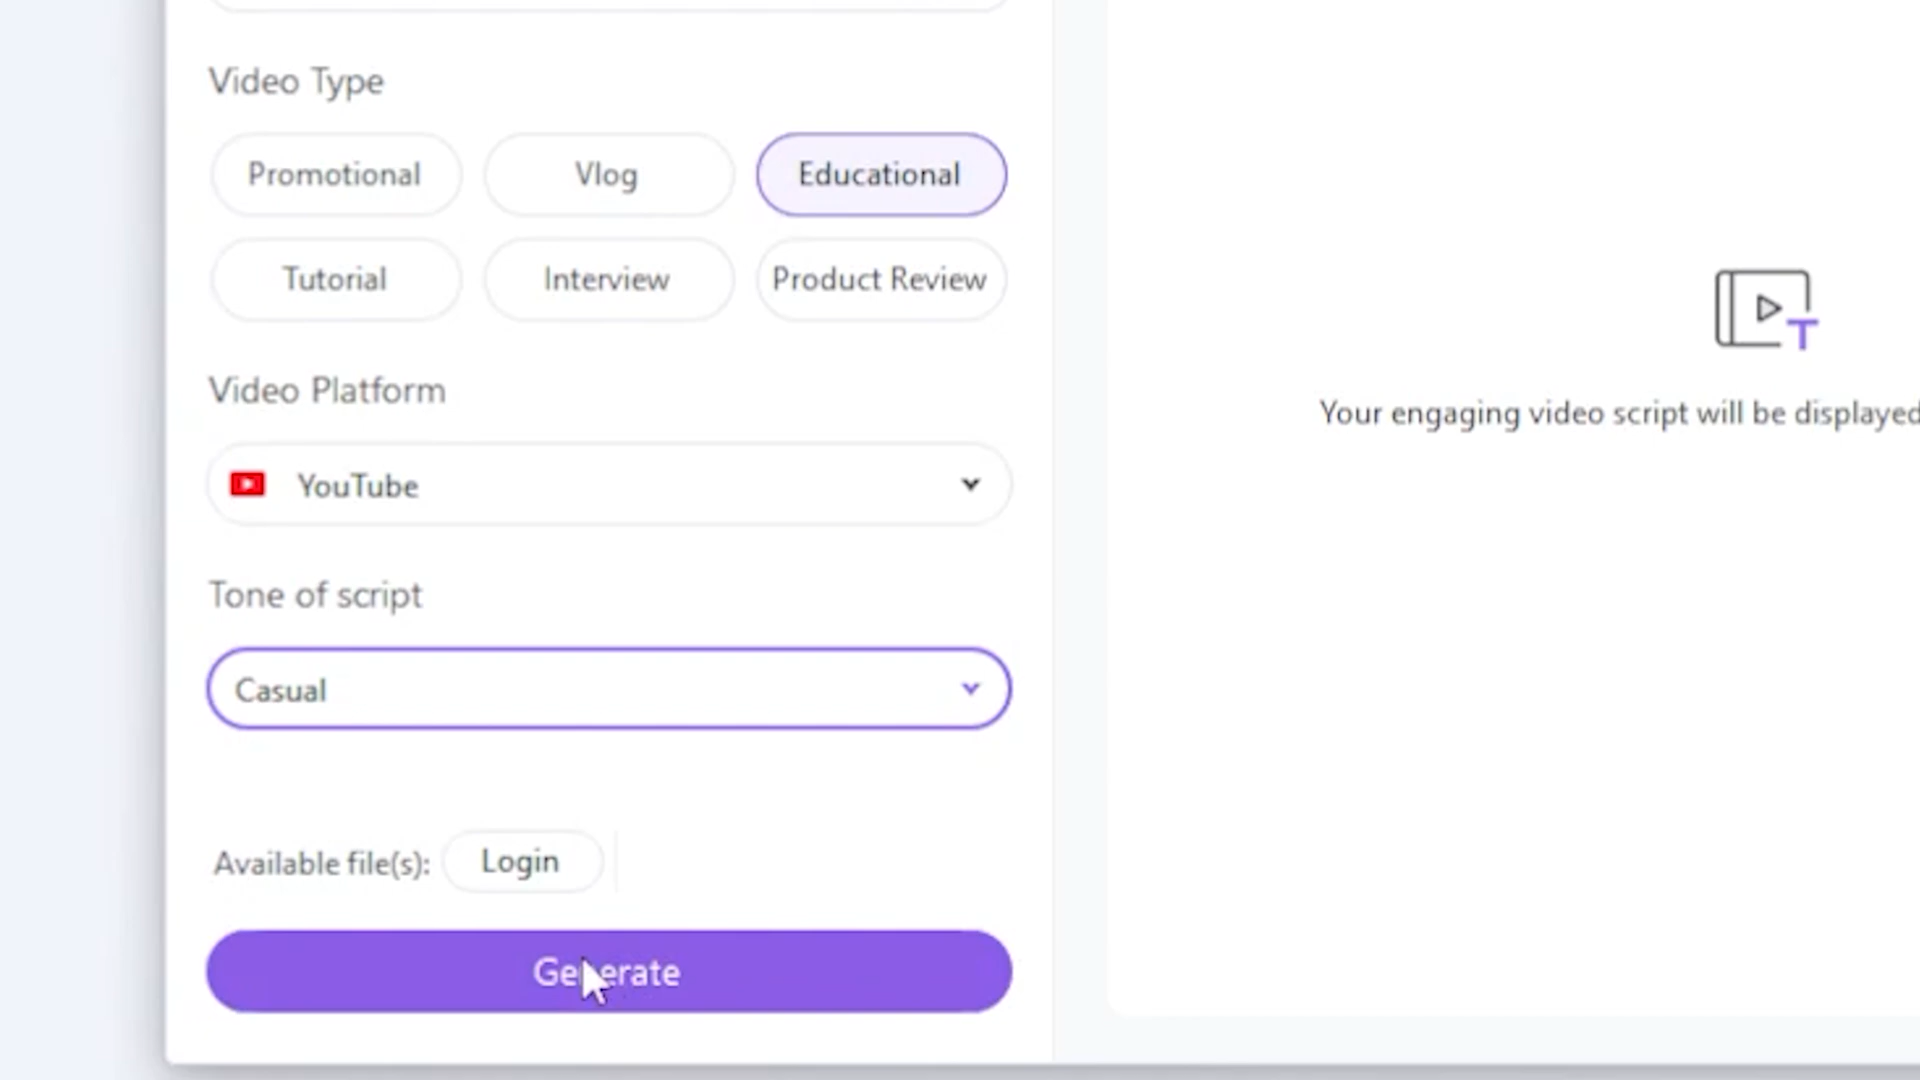 Video Type
Promotional
Vlog
Educational
Tutorial
Interview
Product Review
Video Platform
YouTube
Tone of script
Casual
Available file(s):
Login
Generate
T
Your engaging video script will be displayed